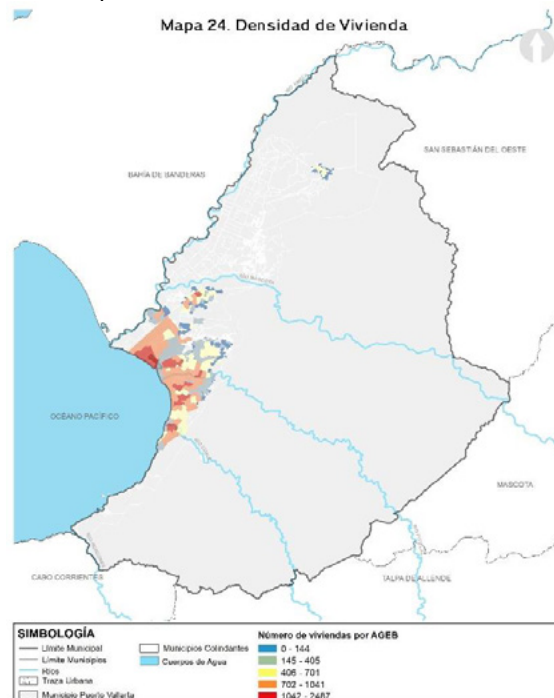 Mapa 24. Densidad de Vivienda
SAN SEBASTIÁN DEL OESTE
BAHÍA DE BANDERAS
OCÉANO PACÍFICO
MASCOTA
CABO CORRIENTES
TALPA DE ALLENDE
SIMBOLOGÍA
Límite Municipal
Límite Municipios
Ríos
Traza Urbana
Municipio Puerto Vallarta
Municipios Colindantes
Cuerpos de Agua
Número de viviendas por AGEB
0 - 144
145 - 405
406 - 701
702 - 1041
1042 - 2487